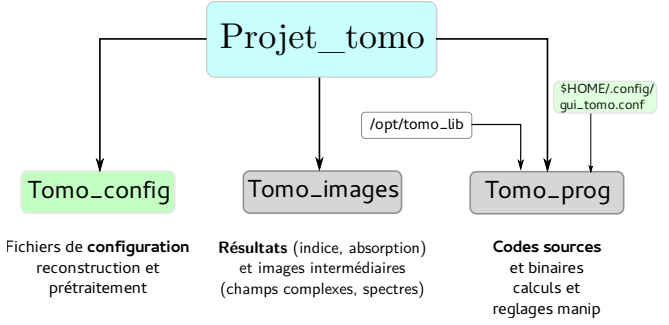 Projet_tomo
$HOME/.config/
gui_tomo.conf
/opt/tomo_lib
Tomo_config
Tomo_images
Tomo_prog
Fichiers de configuration
reconstruction et
prétraitement
Résultats (indice, absorption)
et images intermédiaires
(champs complexes, spectres)
Codes sources
et binaires
calculs et
reglages manip